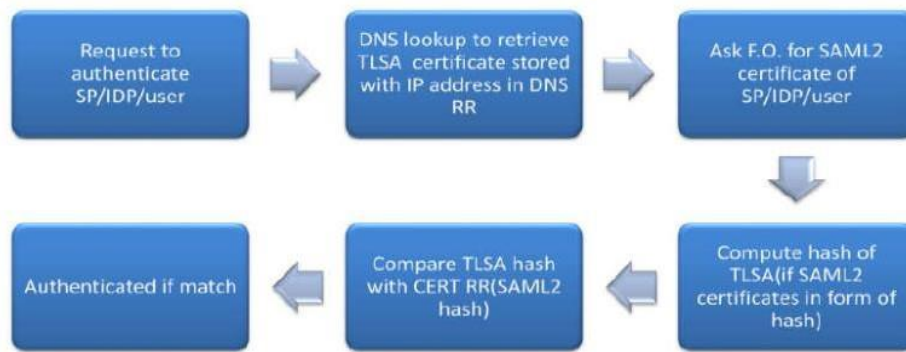 Request to
authenticate
SP/IDP/user
DNS lookup to retrieve
TLSA certificate stored
with IP address in DNS
RR
Ask F.O. for SAML2
certificate of
SP/IDP/user
Compute hash of
TLSA(if SAML2
certificates in form of
hash)
Compare TLSA hash
with CERT RR(SAML2
hash)
Authenticated if match